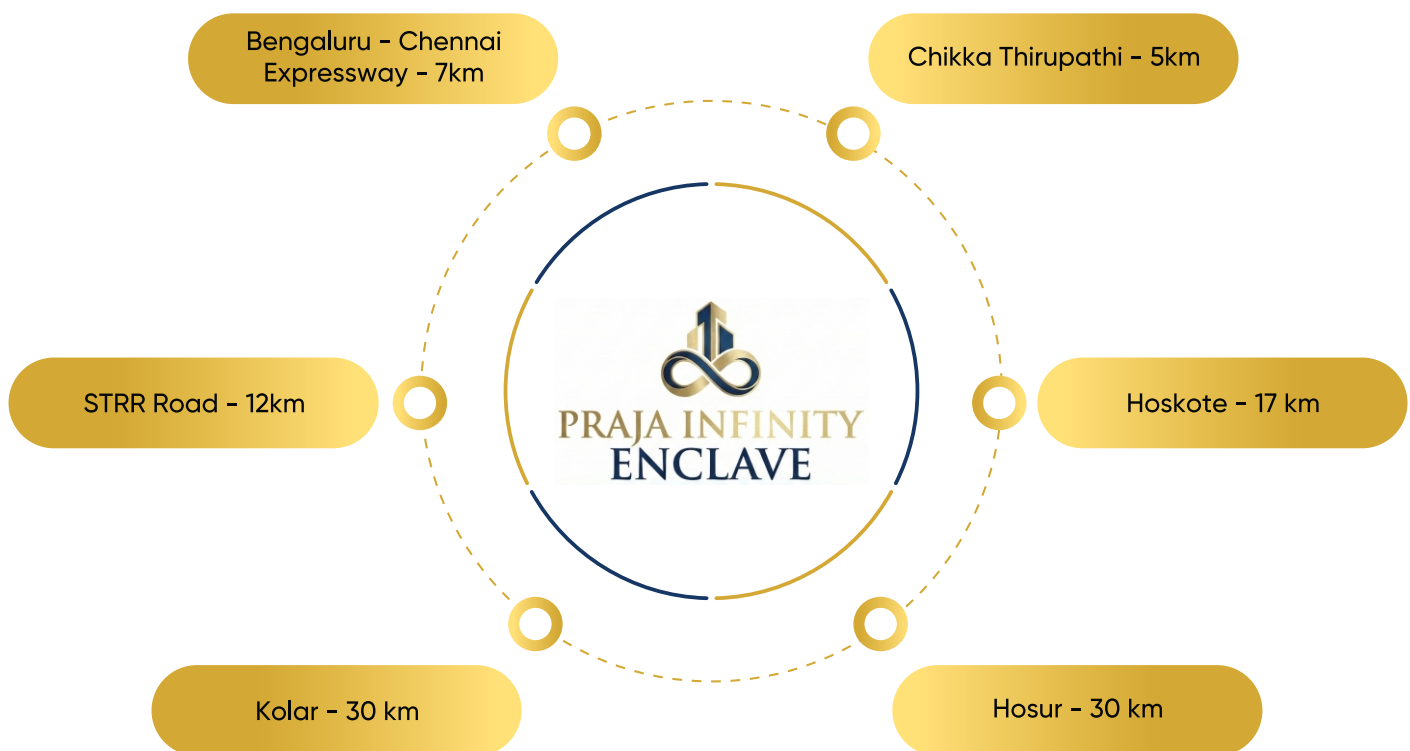 Bengaluru - Chennai
Expressway - 7km
Chikka Thirupathi - 5km
STRR Road - 12km
PRAJA INFINITY
ENCLAVE
Hoskote - 17 km
Kolar - 30 km
Hosur - 30 km